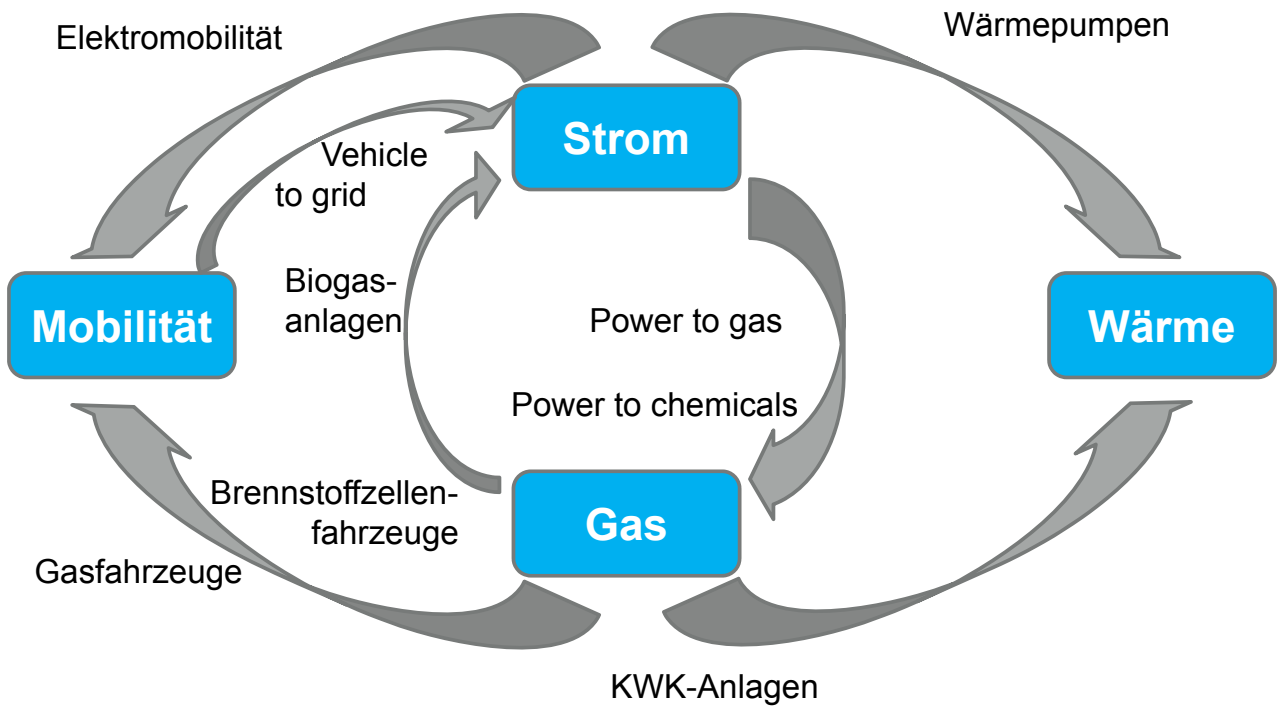 Elektromobilität
Wärmepumpen
Strom
Vehicle
to grid
Biogas-
anlagen
Mobilität
Power to gas
Wärme
Power to chemicals
Brennstoffzellen-
fahrzeuge
Gas
Gasfahrzeuge
KWK-Anlagen